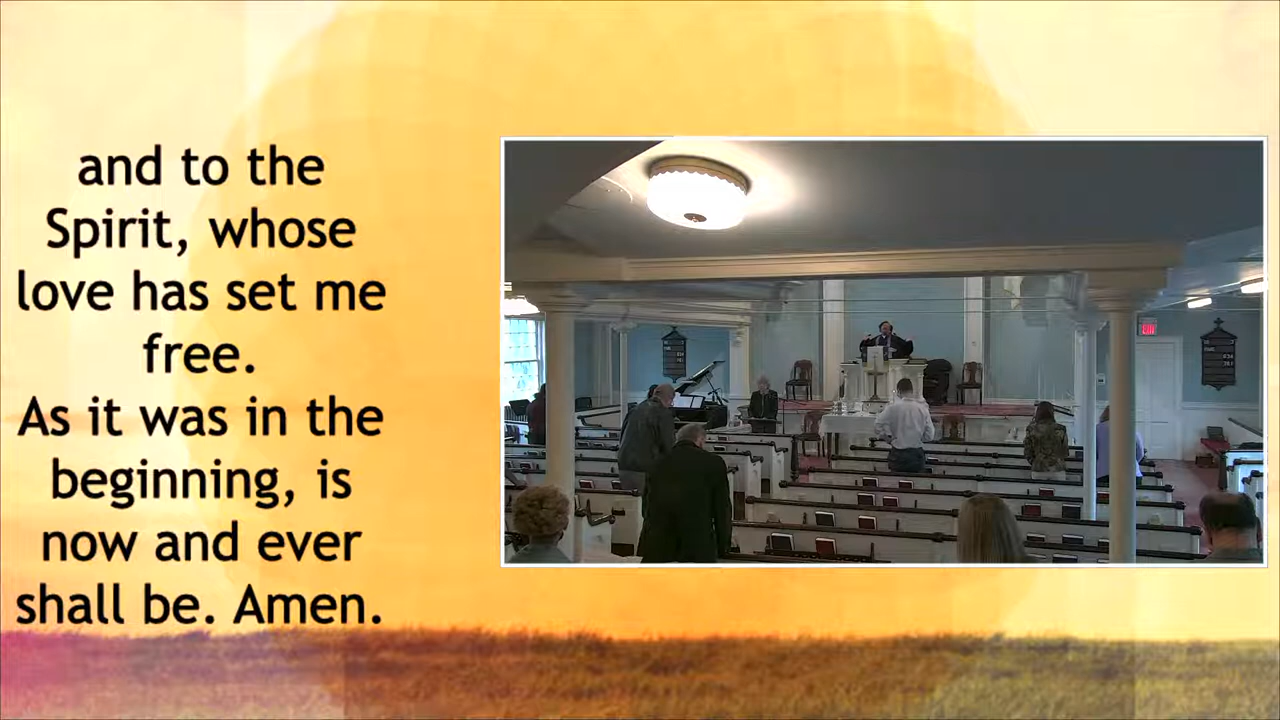 and to the
Spirit, whose
love has set me
free.
As it was in the
beginning, is
now and ever
shall be. Amen.